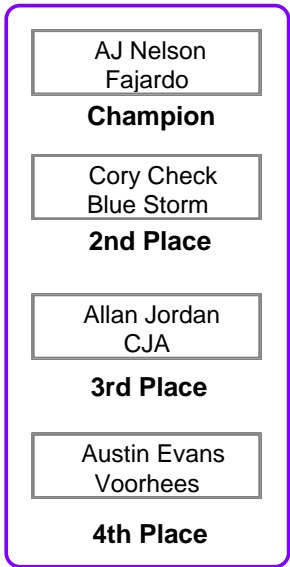 AJ Nelson
Fajardo
Champion
Cory Check
Blue Storm
2nd Place
Allan Jordan
CJA
3rd Place
Austin Evans
Voorhees
4th Place